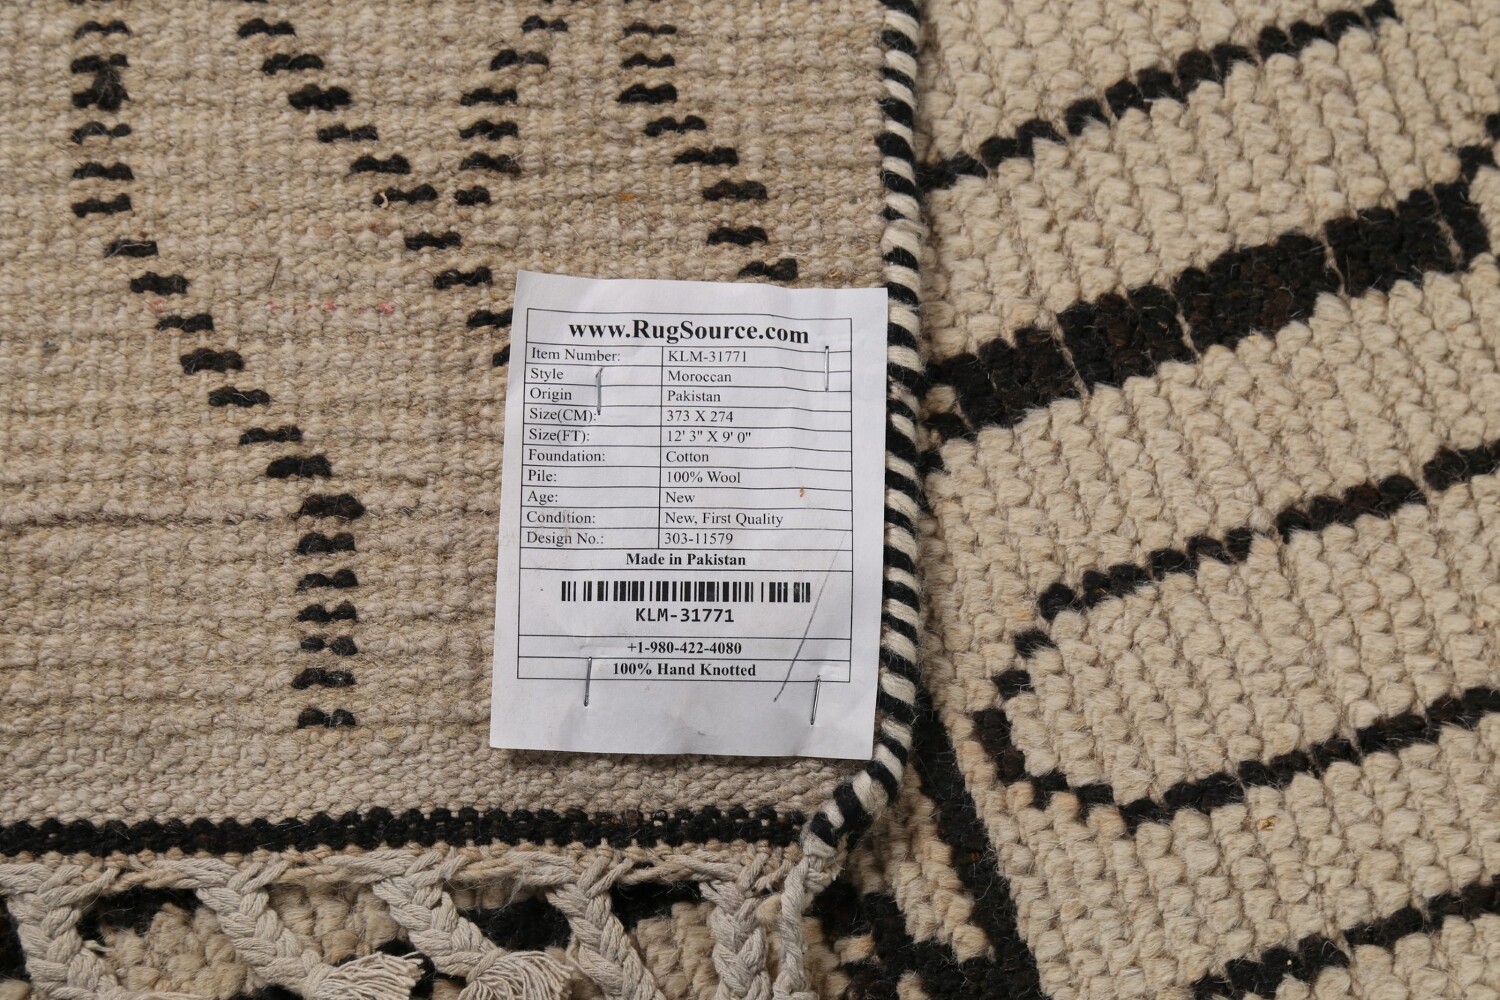 www.RugSource.com
Item Number: KLM-31771
Style Moroccan
Origin Pakistan
Size(CM): 373 X 274
Size(FT): 12' 3" X 9' 0"
Foundation: Cotton
Pile: 100% Wool
Age: New
Condition: New, First Quality
Design No.: 303-11579
Made in Pakistan
KLM-31771
+1-980-422-4080
100% Hand Knotted